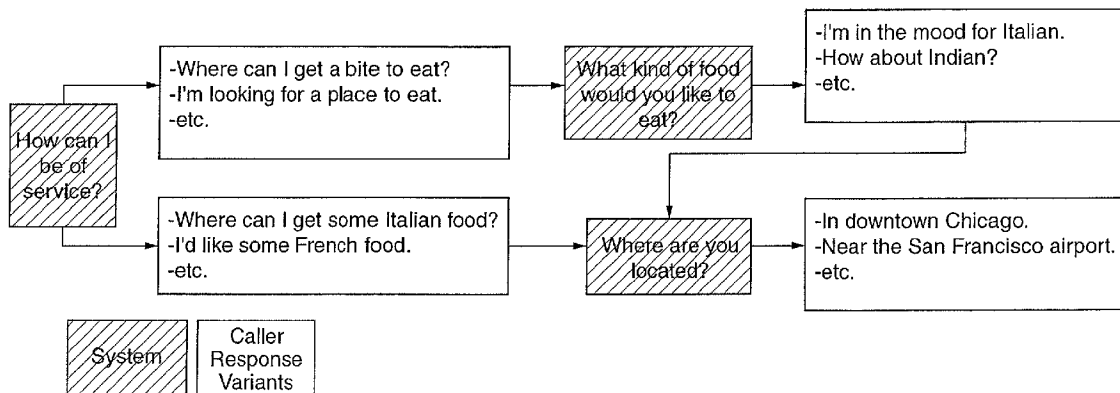 How can I
be of
service?
-Where can I get a bite to eat?
-I'm looking for a place to eat.
-etc.
What kind of food
would you like to
eat?
-I'm in the mood for Italian.
-How about Indian?
-etc.
-Where can I get some Italian food?
-I'd like some French food.
-etc.
Where are you
located?
-In downtown Chicago.
-Near the San Francisco airport.
-etc.
System
Caller
Response
Variants